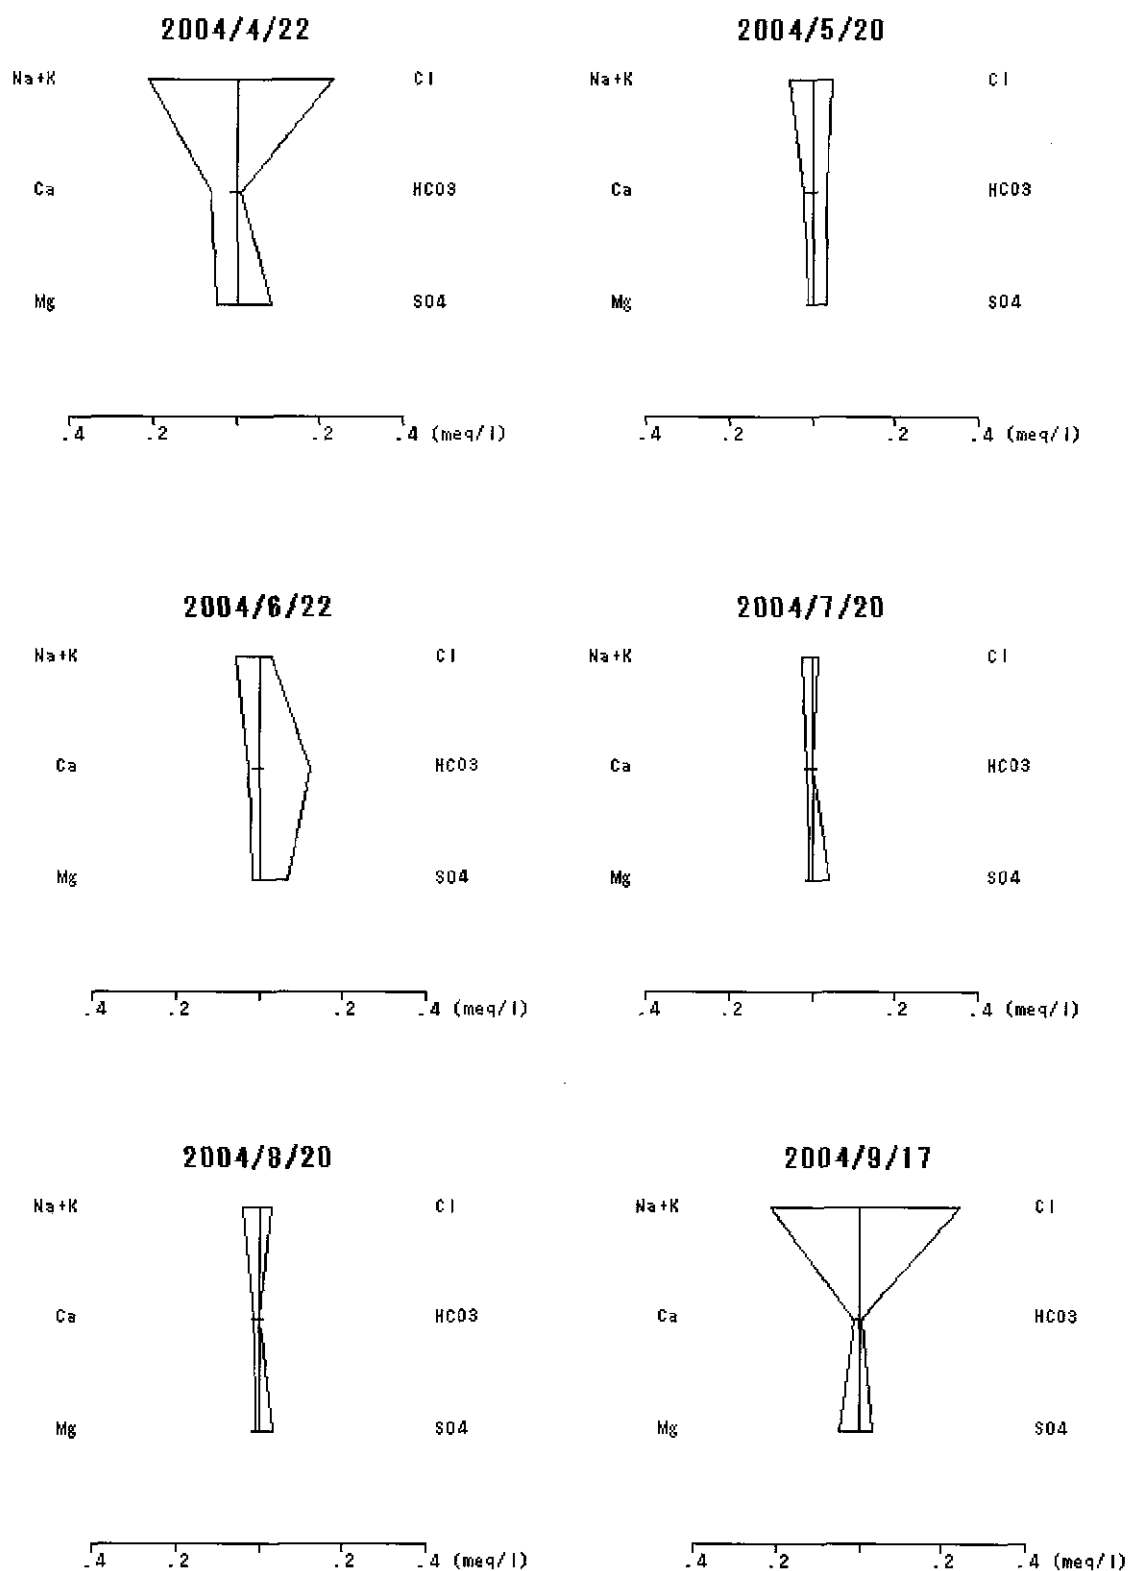 2004/4/22
2004/5/20
Na+K Cl
Na+K Cl
Ca HCO3
Ca HCO3
Mg SO4
Mg SO4
.4 .2 .2 .4 (meq/l)
.4 .2 .2 .4 (meq/l)
2004/6/22
2004/7/20
Na+K Cl
Na+K Cl
Ca HCO3
Ca HCO3
Mg SO4
Mg SO4
.4 .2 .2 .4 (meq/l)
.4 .2 .2 .4 (meq/l)
2004/8/20
2004/9/17
Na+K Cl
Na+K Cl
Ca HCO3
Ca HCO3
Mg SO4
Mg SO4
.4 .2 .2 .4 (meq/l)
.4 .2 .2 .4 (meq/l)